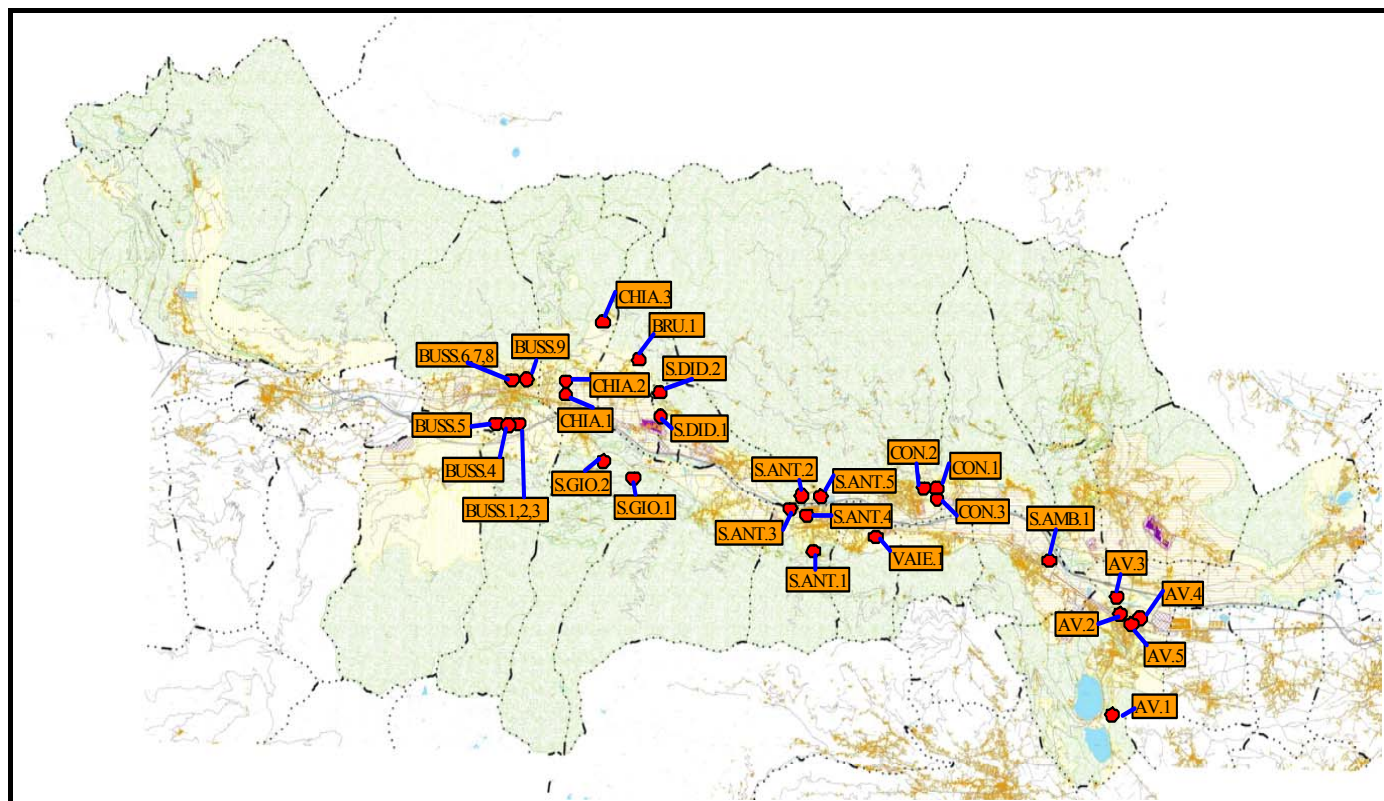 CHIA.3
BRU.1
BUSS.9
BUSS.6,7,8
S.DID.2
CHIA.2
CHIA.1
BUSS.5
S.DID.1
CON.2
CON.1
BUSS.4
S.ANT.2
S.ANT.5
S.GIO.2
BUSS.1,2,3
S.GIO.1
CON.3
S.ANT.4
S.ANT.3
S.AMB.1
VAIE.1
S.ANT.1
AV.3
AV.4
AV.2
AV.5
AV.1